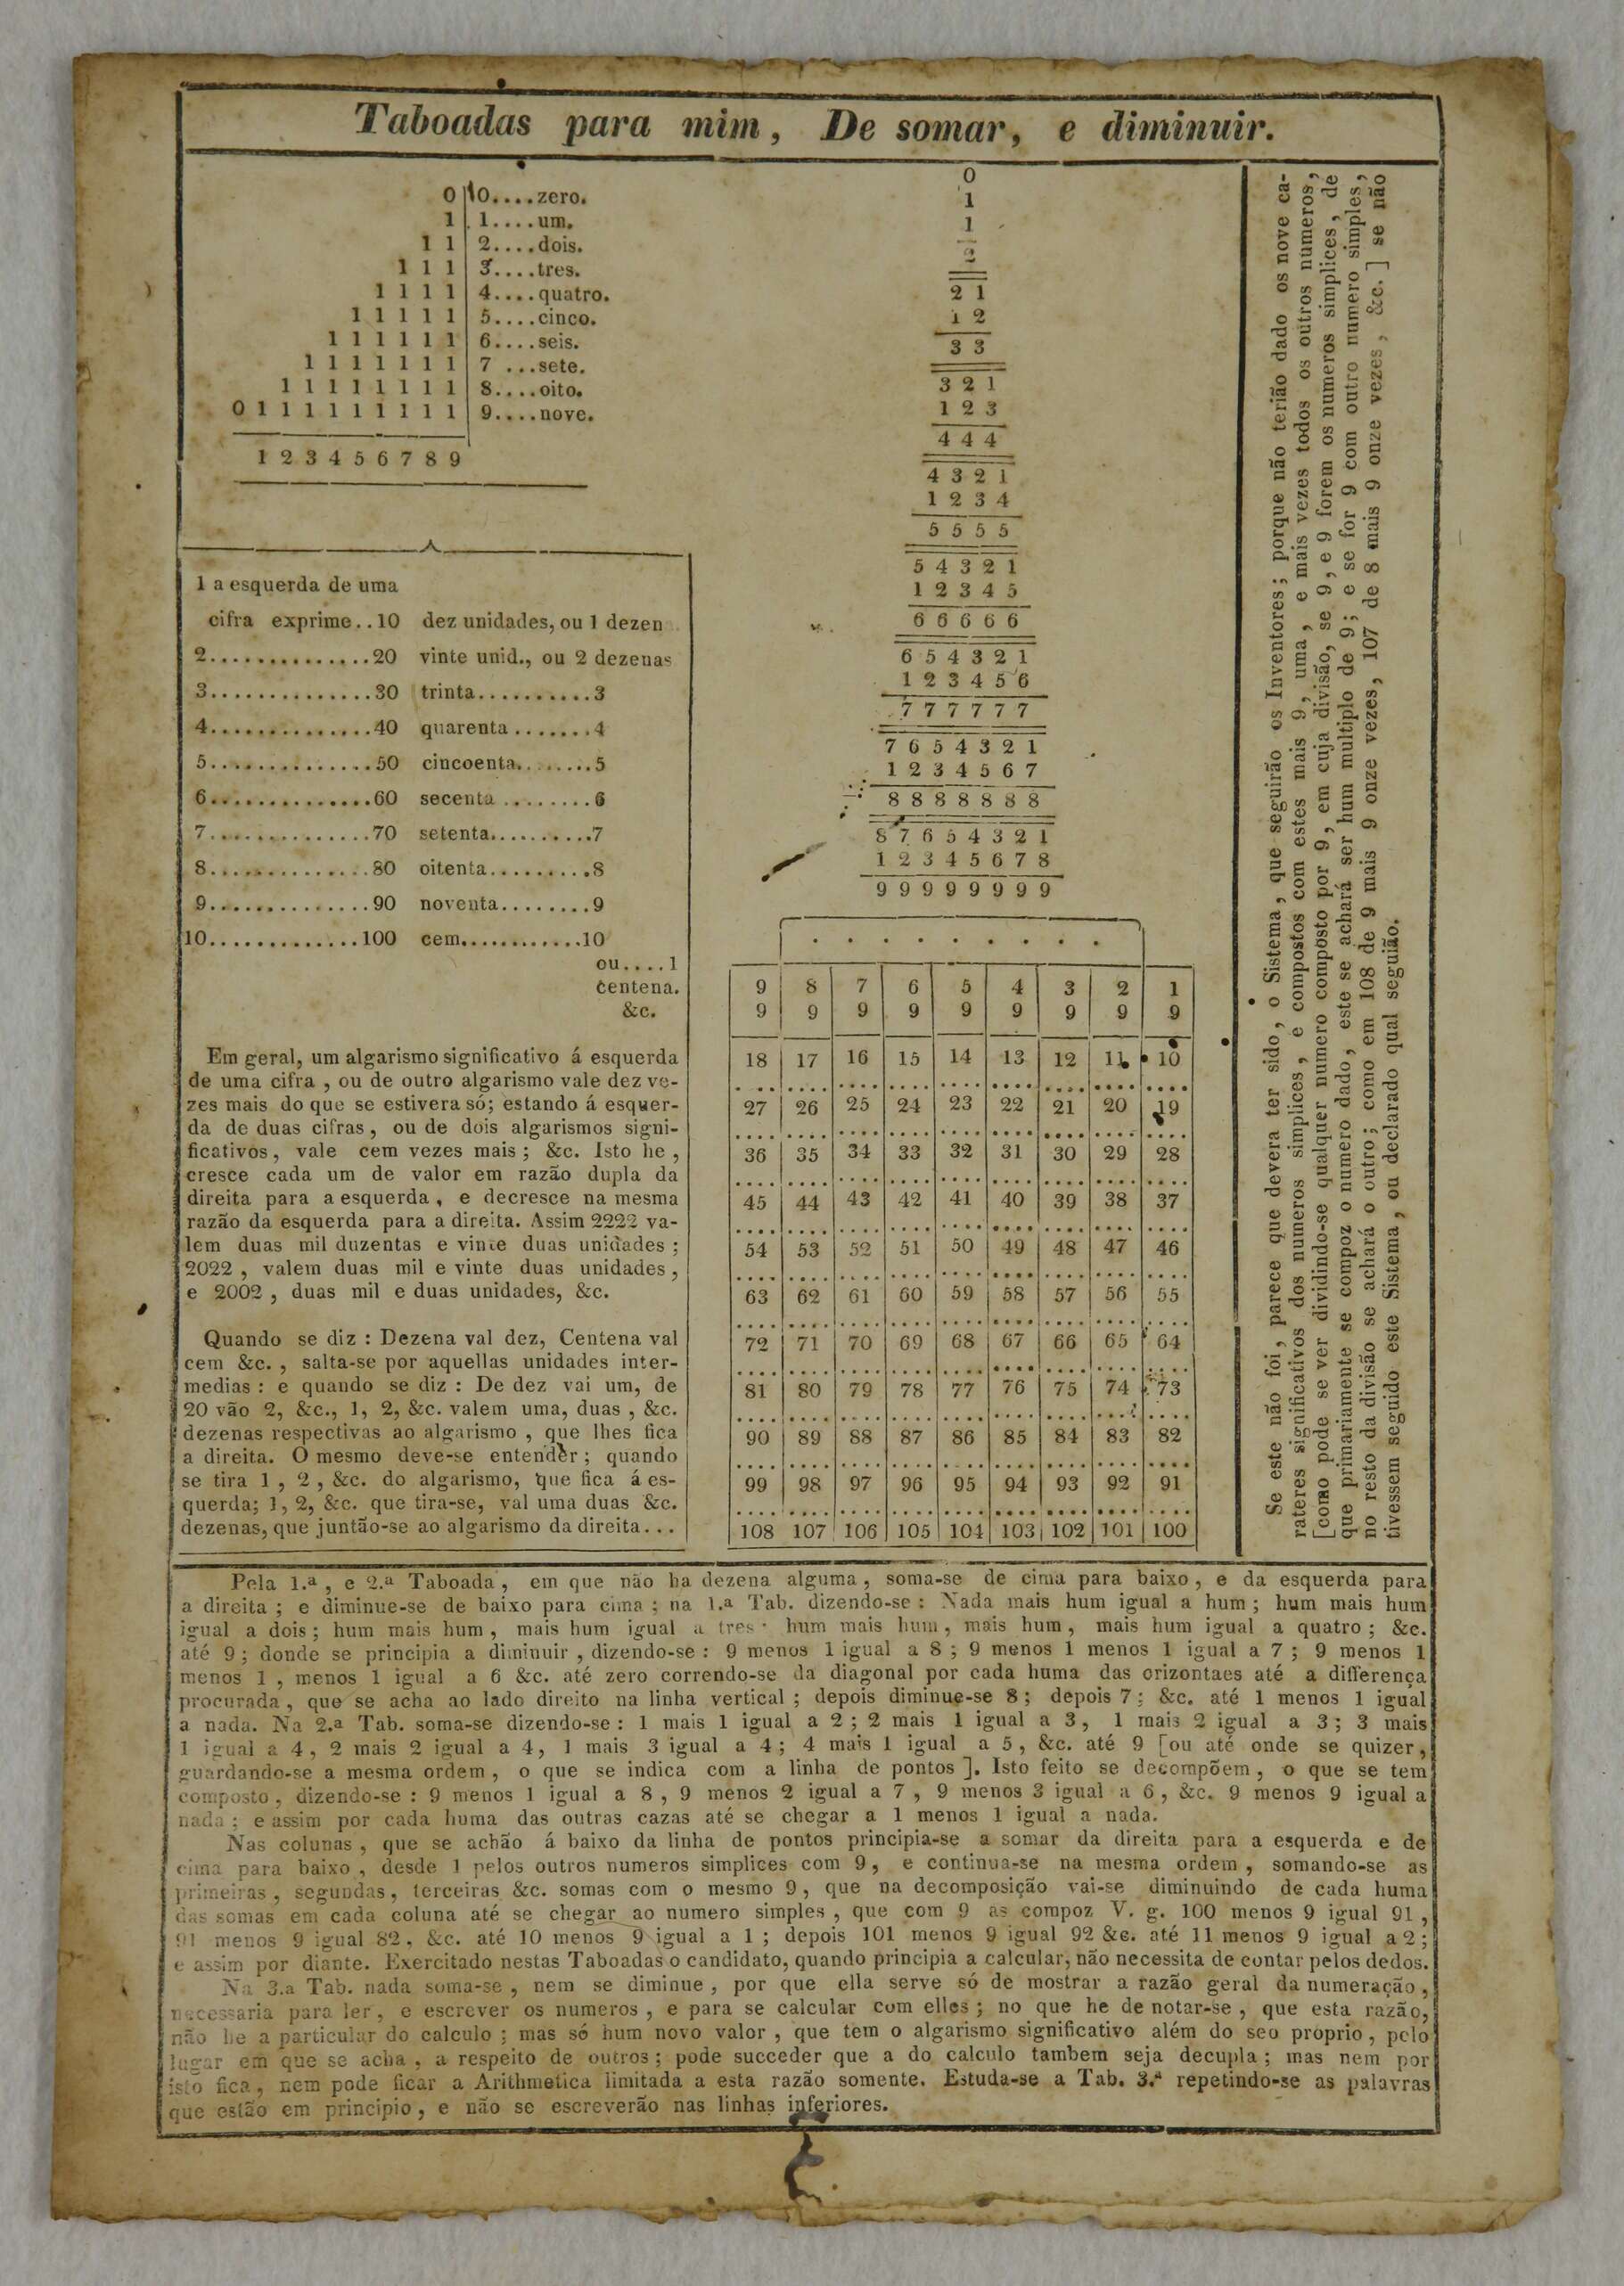 Taboadas para mim, De somar, e diminuir.
0 | 0....zero.
1 | 1....um.
1 1 | 2....dois.
1 1 1 | 3....tres.
1 1 1 1 | 4....quatro.
1 1 1 1 1 | 5....cinco.
1 1 1 1 1 1 | 6....seis.
1 1 1 1 1 1 1 | 7 ...sete.
1 1 1 1 1 1 1 1 | 8....oito.
0 1 1 1 1 1 1 1 1 1 | 9....nove.
1 2 3 4 5 6 7 8 9
1 a esquerda de uma
cifra exprime..10 dez unidades, ou 1 dezen
2..............20 vinte unid., ou 2 dezenas
3..............30 trinta..........3
4..............40 quarenta.......4
5..............50 cincoenta........5
6..............60 secenta........6
7..............70 setenta..........7
8..............80 oitenta.........8
9..............90 noventa........9
10.............100 cem............10
ou....1
centena.
&c.
Em geral, um algarismo significativo á esquerda
de uma cifra , ou de outro algarismo vale dez ve-
zes mais do que se estivera só; estando á esquer-
da de duas cifras , ou de dois algarismos signi-
ficativos, vale cem vezes mais ; &c. Isto he ,
cresce cada um de valor em razão dupla da
direita para a esquerda , e decresce na mesma
razão da esquerda para a direita. Assim 2222 va-
lem duas mil duzentas e vinte duas unidades ;
2022 , valem duas mil e vinte duas unidades ,
e 2002 , duas mil e duas unidades, &c.
Quando se diz : Dezena val dez, Centena val
cem &c. , salta-se por aquellas unidades inter-
medias : e quando se diz : De dez vai um, de
20 vão 2, &c., 1, 2, &c. valem uma, duas , &c.
dezenas respectivas ao algarismo , que lhes fica
a direita. O mesmo deve-se entender ; quando
se tira 1 , 2 , &c. do algarismo, que fica á es-
querda; 1, 2, &c. que tira-se, val uma duas &c.
dezenas, que juntão-se ao algarismo da direita...
0
1
1
2
2 1
1 2
3 3
3 2 1
1 2 3
4 4 4
4 3 2 1
1 2 3 4
5 5 5 5
5 4 3 2 1
1 2 3 4 5
6 6 6 6 6
6 5 4 3 2 1
1 2 3 4 5 6
7 7 7 7 7 7
7 6 5 4 3 2 1
1 2 3 4 5 6 7
8 8 8 8 8 8 8
8 7 6 5 4 3 2 1
1 2 3 4 5 6 7 8
9 9 9 9 9 9 9 9
. . . . . . . . .
9 8 7 6 5 4 3 2 1
9 9 9 9 9 9 9 9 9
18 17 16 15 14 13 12 11 10
27 26 25 24 23 22 21 20 19
36 35 34 33 32 31 30 29 28
45 44 43 42 41 40 39 38 37
54 53 52 51 50 49 48 47 46
63 62 61 60 59 58 57 56 55
72 71 70 69 68 67 66 65 64
81 80 79 78 77 76 75 74 73
90 89 88 87 86 85 84 83 82
99 98 97 96 95 94 93 92 91
108 107 106 105 104 103 102 101 100
Se este não foi , parece que devera ter sido, o Sistema, que seguirão os Inventores; porque não terião dado os nove ca-
rateres significativos dos numeros simplices, e compostos com estes mais 9, uma, e mais vezes todos os outros numeros,
[como pode se ver dividindo-se qualquer numero composto por 9, em cuja divisão, se 9, e 9 forem os numeros simplices, de
que primariamente se compoz o numero dado, este se achará ser hum multiplo de 9; e se for 9 com outro numero simples,
no resto da divisão se achará o outro; como em 108 de 9 mais 9 onze vezes, 107 de 8 mais 9 onze vezes, &c. ] se não
tivessem seguido este Sistema, ou declarado qual seguião.
Pela 1.ª , e 2.ª Taboada , em que não ha dezena alguma , soma-se de cima para baixo , e da esquerda para
a direita ; e diminue-se de baixo para cima ; na 1.ª Tab. dizendo-se : Nada mais hum igual a hum ; hum mais hum
igual a dois ; hum mais hum , mais hum igual a tres hum mais hum , mais hum , mais hum igual a quatro ; &c.
até 9 ; donde se principia a diminuir , dizendo-se : 9 menos 1 igual a 8 ; 9 menos 1 menos 1 igual a 7 ; 9 menos 1
menos 1 , menos 1 igual a 6 &c. até zero correndo-se da diagonal por cada huma das orizontaes até a differença
procurada , que se acha ao lado direito na linha vertical ; depois diminue-se 8 ; depois 7 ; &c. até 1 menos 1 igual
a nada. Na 2.ª Tab. soma-se dizendo-se : 1 mais 1 igual a 2 ; 2 mais 1 igual a 3 , 1 mais 2 igual a 3 ; 3 mais
1 igual a 4 , 2 mais 2 igual a 4, 1 mais 3 igual a 4 ; 4 mais 1 igual a 5 , &c. até 9 [ou até onde se quizer ,
guardando-se a mesma ordem , o que se indica com a linha de pontos ]. Isto feito se decompõem , o que se tem
composto , dizendo-se : 9 menos 1 igual a 8 , 9 menos 2 igual a 7 , 9 menos 3 igual a 6 , &c. 9 menos 9 igual a
nada ; e assim por cada huma das outras cazas até se chegar a 1 menos 1 igual a nada.
Nas colunas , que se achão á baixo da linha de pontos principia-se a somar da direita para a esquerda e de
cima para baixo , desde 1 pelos outros numeros simplices com 9 , e continua-se na mesma ordem , somando-se as
primeiras , segundas , terceiras &c. somas com o mesmo 9 , que na decomposição vai-se diminuindo de cada huma
das somas em cada coluna até se chegar ao numero simples , que com 9 as compoz V. g. 100 menos 9 igual 91 ,
91 menos 9 igual 82 , &c. até 10 menos 9 igual a 1 ; depois 101 menos 9 igual 92 &c. até 11 menos 9 igual a 2 ;
e assim por diante. Exercitado nestas Taboadas o candidato, quando principia a calcular, não necessita de contar pelos dedos.
Na 3.a Tab. nada soma-se , nem se diminue , por que ella serve só de mostrar a razão geral da numeração ,
necessaria para ler , e escrever os numeros , e para se calcular com elles ; no que he de notar-se , que esta razão,
não he a particular do calculo ; mas só hum novo valor , que tem o algarismo significativo além do seo proprio , pelo
lugar em que se acha , a respeito de outros ; pode succeder que a do calculo tambem seja decupla ; mas nem por
isto fica , nem pode ficar a Arithmetica limitada a esta razão somente. Estuda-se a Tab. 3.ª repetindo-se as palavras
que estão em principio , e não se escreverão nas linhas inferiores.